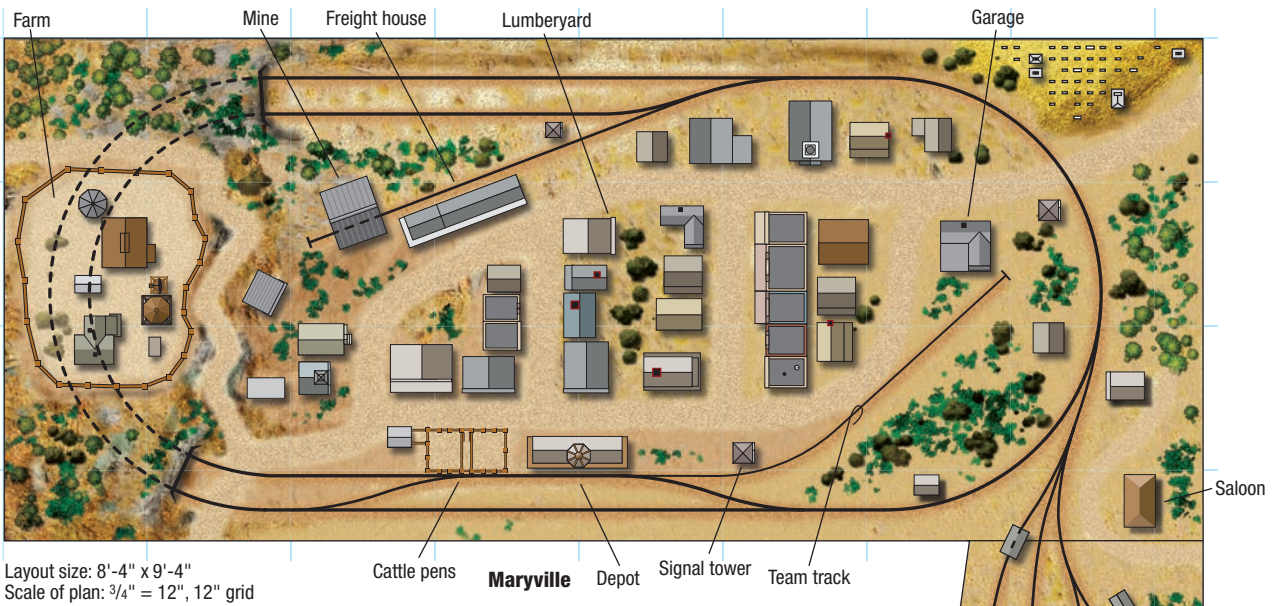 Farm
Mine
Freight house
Lumberyard
Garage
Saloon
Cattle pens
Maryville
Depot
Signal tower
Team track
Layout size: 8'-4" x 9'-4"
Scale of plan: 3/4" = 12", 12" grid